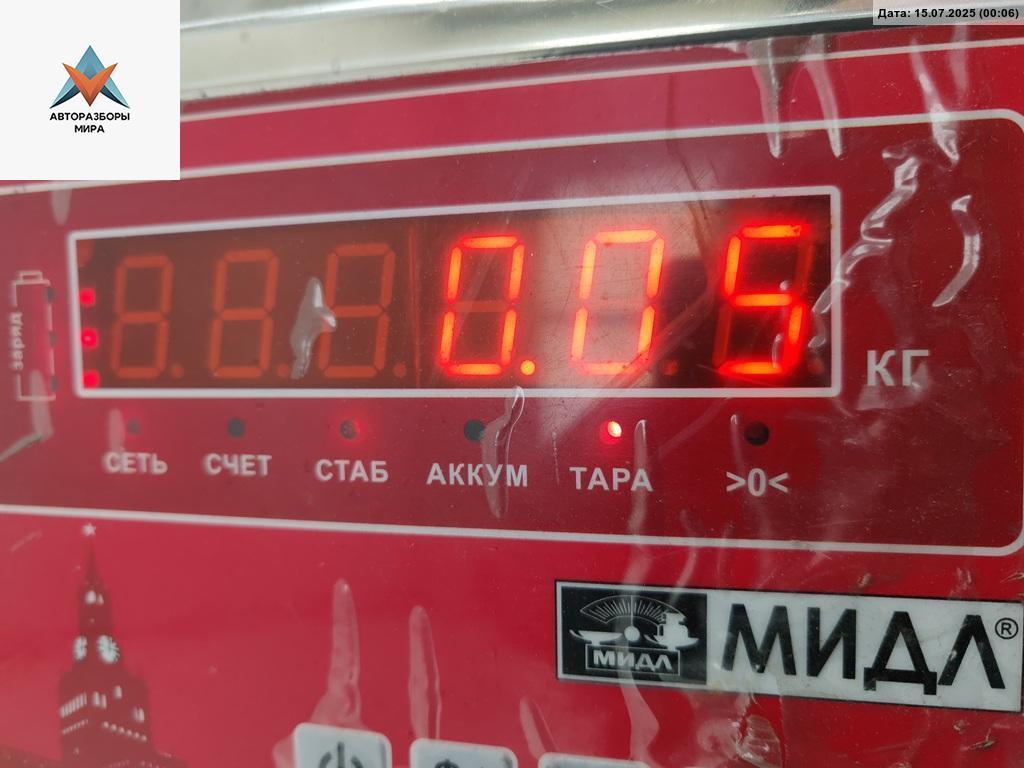 Дата: 15.07.2025 (00:06)
АВТОРАЗБОРЫ
МИРА
0.05
заряд
КГ
СЕТЬ СЧЕТ СТАБ АККУМ ТАРА >0<
МИДЛ МИДЛ®